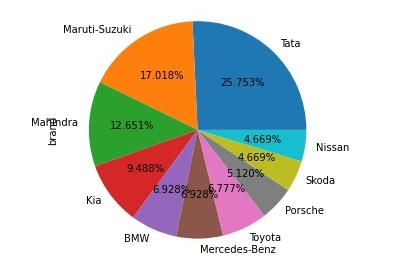 Maruti-Suzuki
Tata
25.753%
17.018%
Mahindra
12.651%
brand
4.669%
Nissan
4.669%
9.488%
5.120%
Skoda
6.928%
6.928%
6.777%
Kia
Porsche
BMW
Toyota
Mercedes-Benz